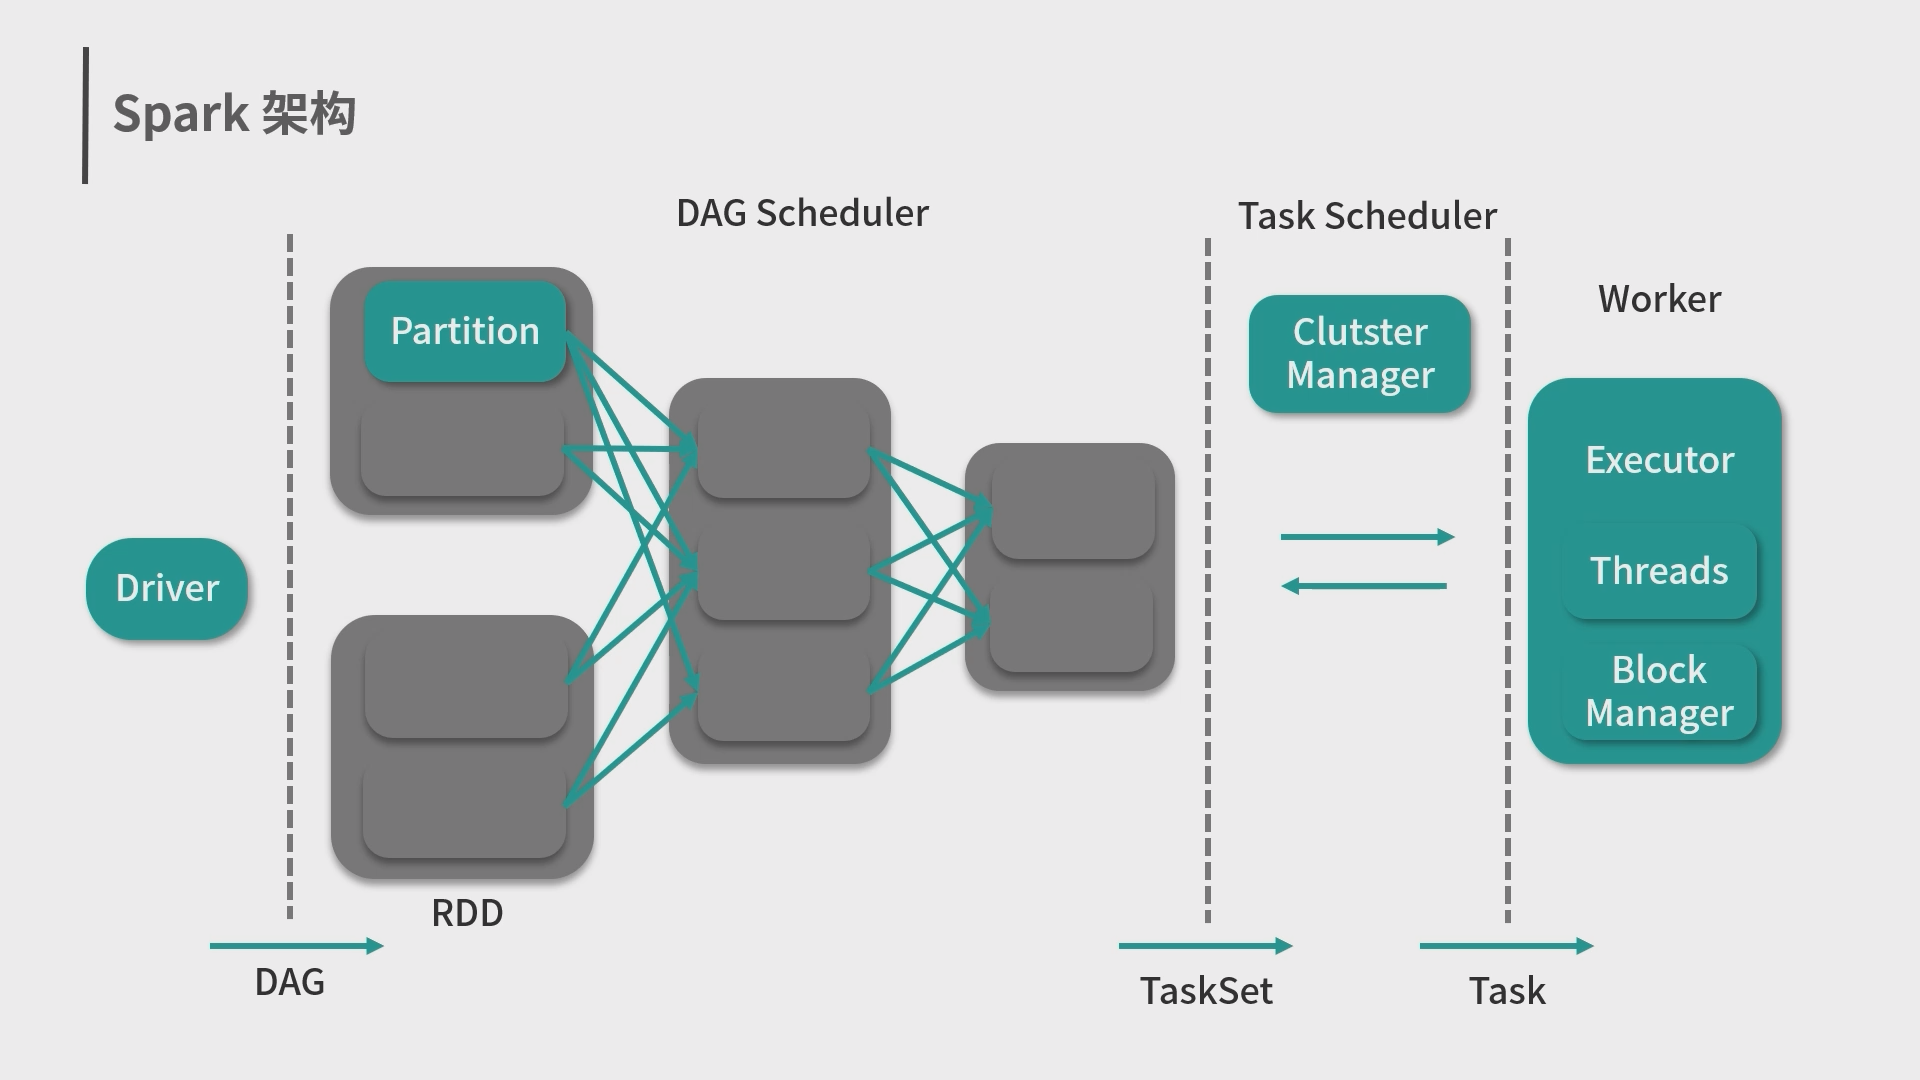 Spark 架构
DAG Scheduler
Task Scheduler
Worker
Partition
Clutster
Manager
Executor
Driver
Threads
Block
Manager
RDD
DAG
TaskSet
Task